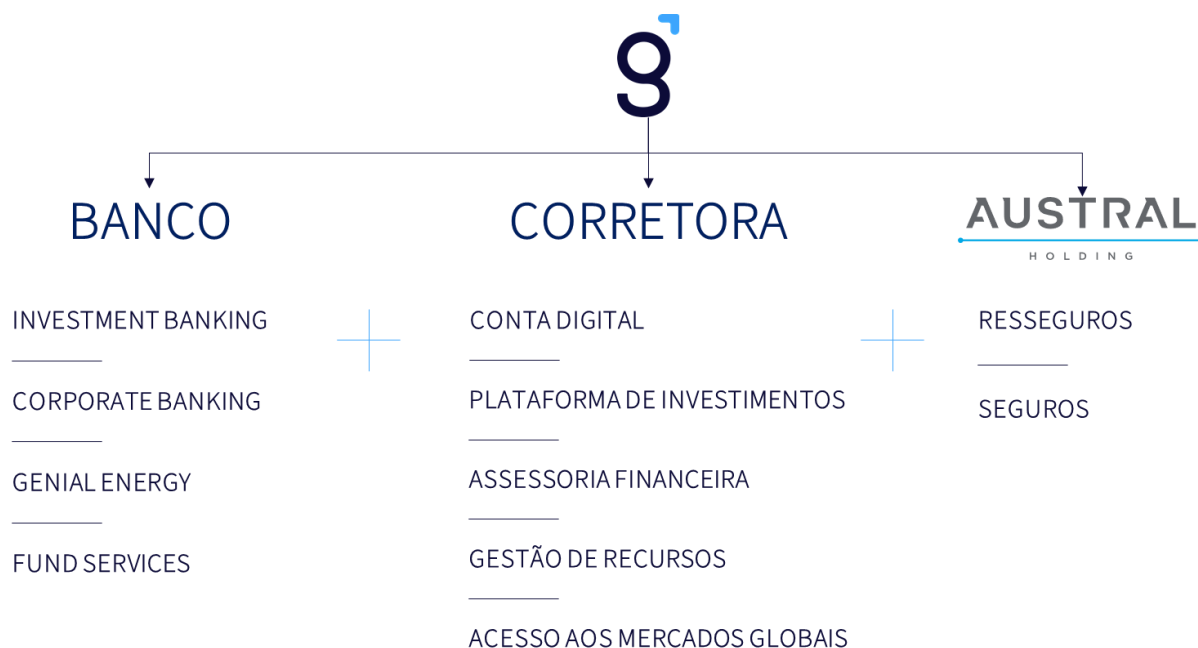 g
BANCO
INVESTMENT BANKING
CORPORATE BANKING
GENIAL ENERGY
FUND SERVICES
CORRETORA
CONTA DIGITAL
PLATAFORMA DE INVESTIMENTOS
ASSESSORIA FINANCEIRA
GESTÃO DE RECURSOS
ACESSO AOS MERCADOS GLOBAIS
AUSTRAL
HOLDING
RESSEGUROS
SEGUROS